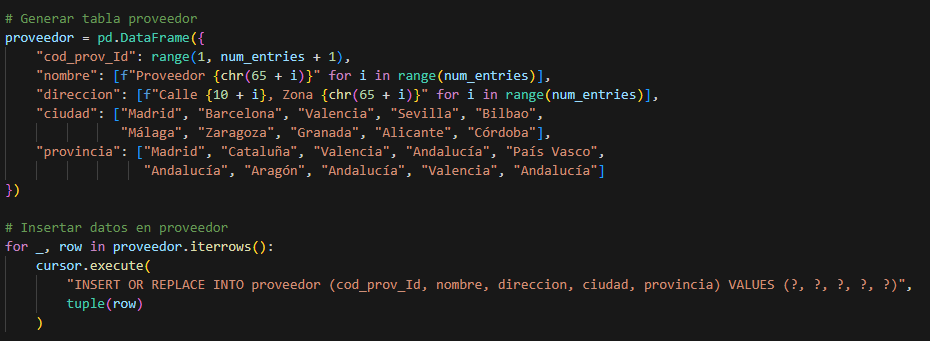 # Generar tabla proveedor
proveedor = pd.DataFrame({
    "cod_prov_Id": range(1, num_entries + 1),
    "nombre": [f"Proveedor {chr(65 + i)}" for i in range(num_entries)],
    "direccion": [f"Calle {10 + i}, Zona {chr(65 + i)}" for i in range(num_entries)],
    "ciudad": ["Madrid", "Barcelona", "Valencia", "Sevilla", "Bilbao",
               "Málaga", "Zaragoza", "Granada", "Alicante", "Córdoba"],
    "provincia": ["Madrid", "Cataluña", "Valencia", "Andalucía", "País Vasco",
                  "Andalucía", "Aragón", "Andalucía", "Valencia", "Andalucía"]
})

# Insertar datos en proveedor
for _, row in proveedor.iterrows():
    cursor.execute(
        "INSERT OR REPLACE INTO proveedor (cod_prov_Id, nombre, direccion, ciudad, provincia) VALUES (?, ?, ?, ?, ?)",
        tuple(row)
    )